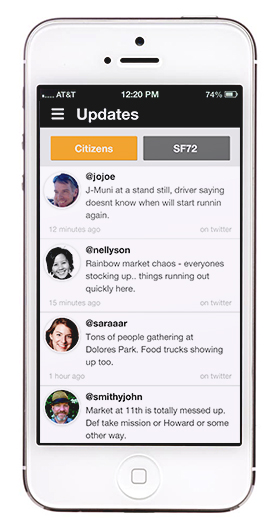 AT&T 12:20 PM 74%
Updates
Citizens SF72
@jojoe
J-Muni at a stand still, driver saying
doesnt know when will start runnin
again.
12 minutes ago on twitter
@nellyson
Rainbow market chaos - everyones
stocking up.. things running out
quickly here.
15 minutes ago on twitter
@saraaar
Tons of people gathering at
Dolores Park. Food trucks showing
up too.
1 hour ago on twitter
@smithyjohn
Market at 11th is totally messed up.
Def take mission or Howard or some
other way.